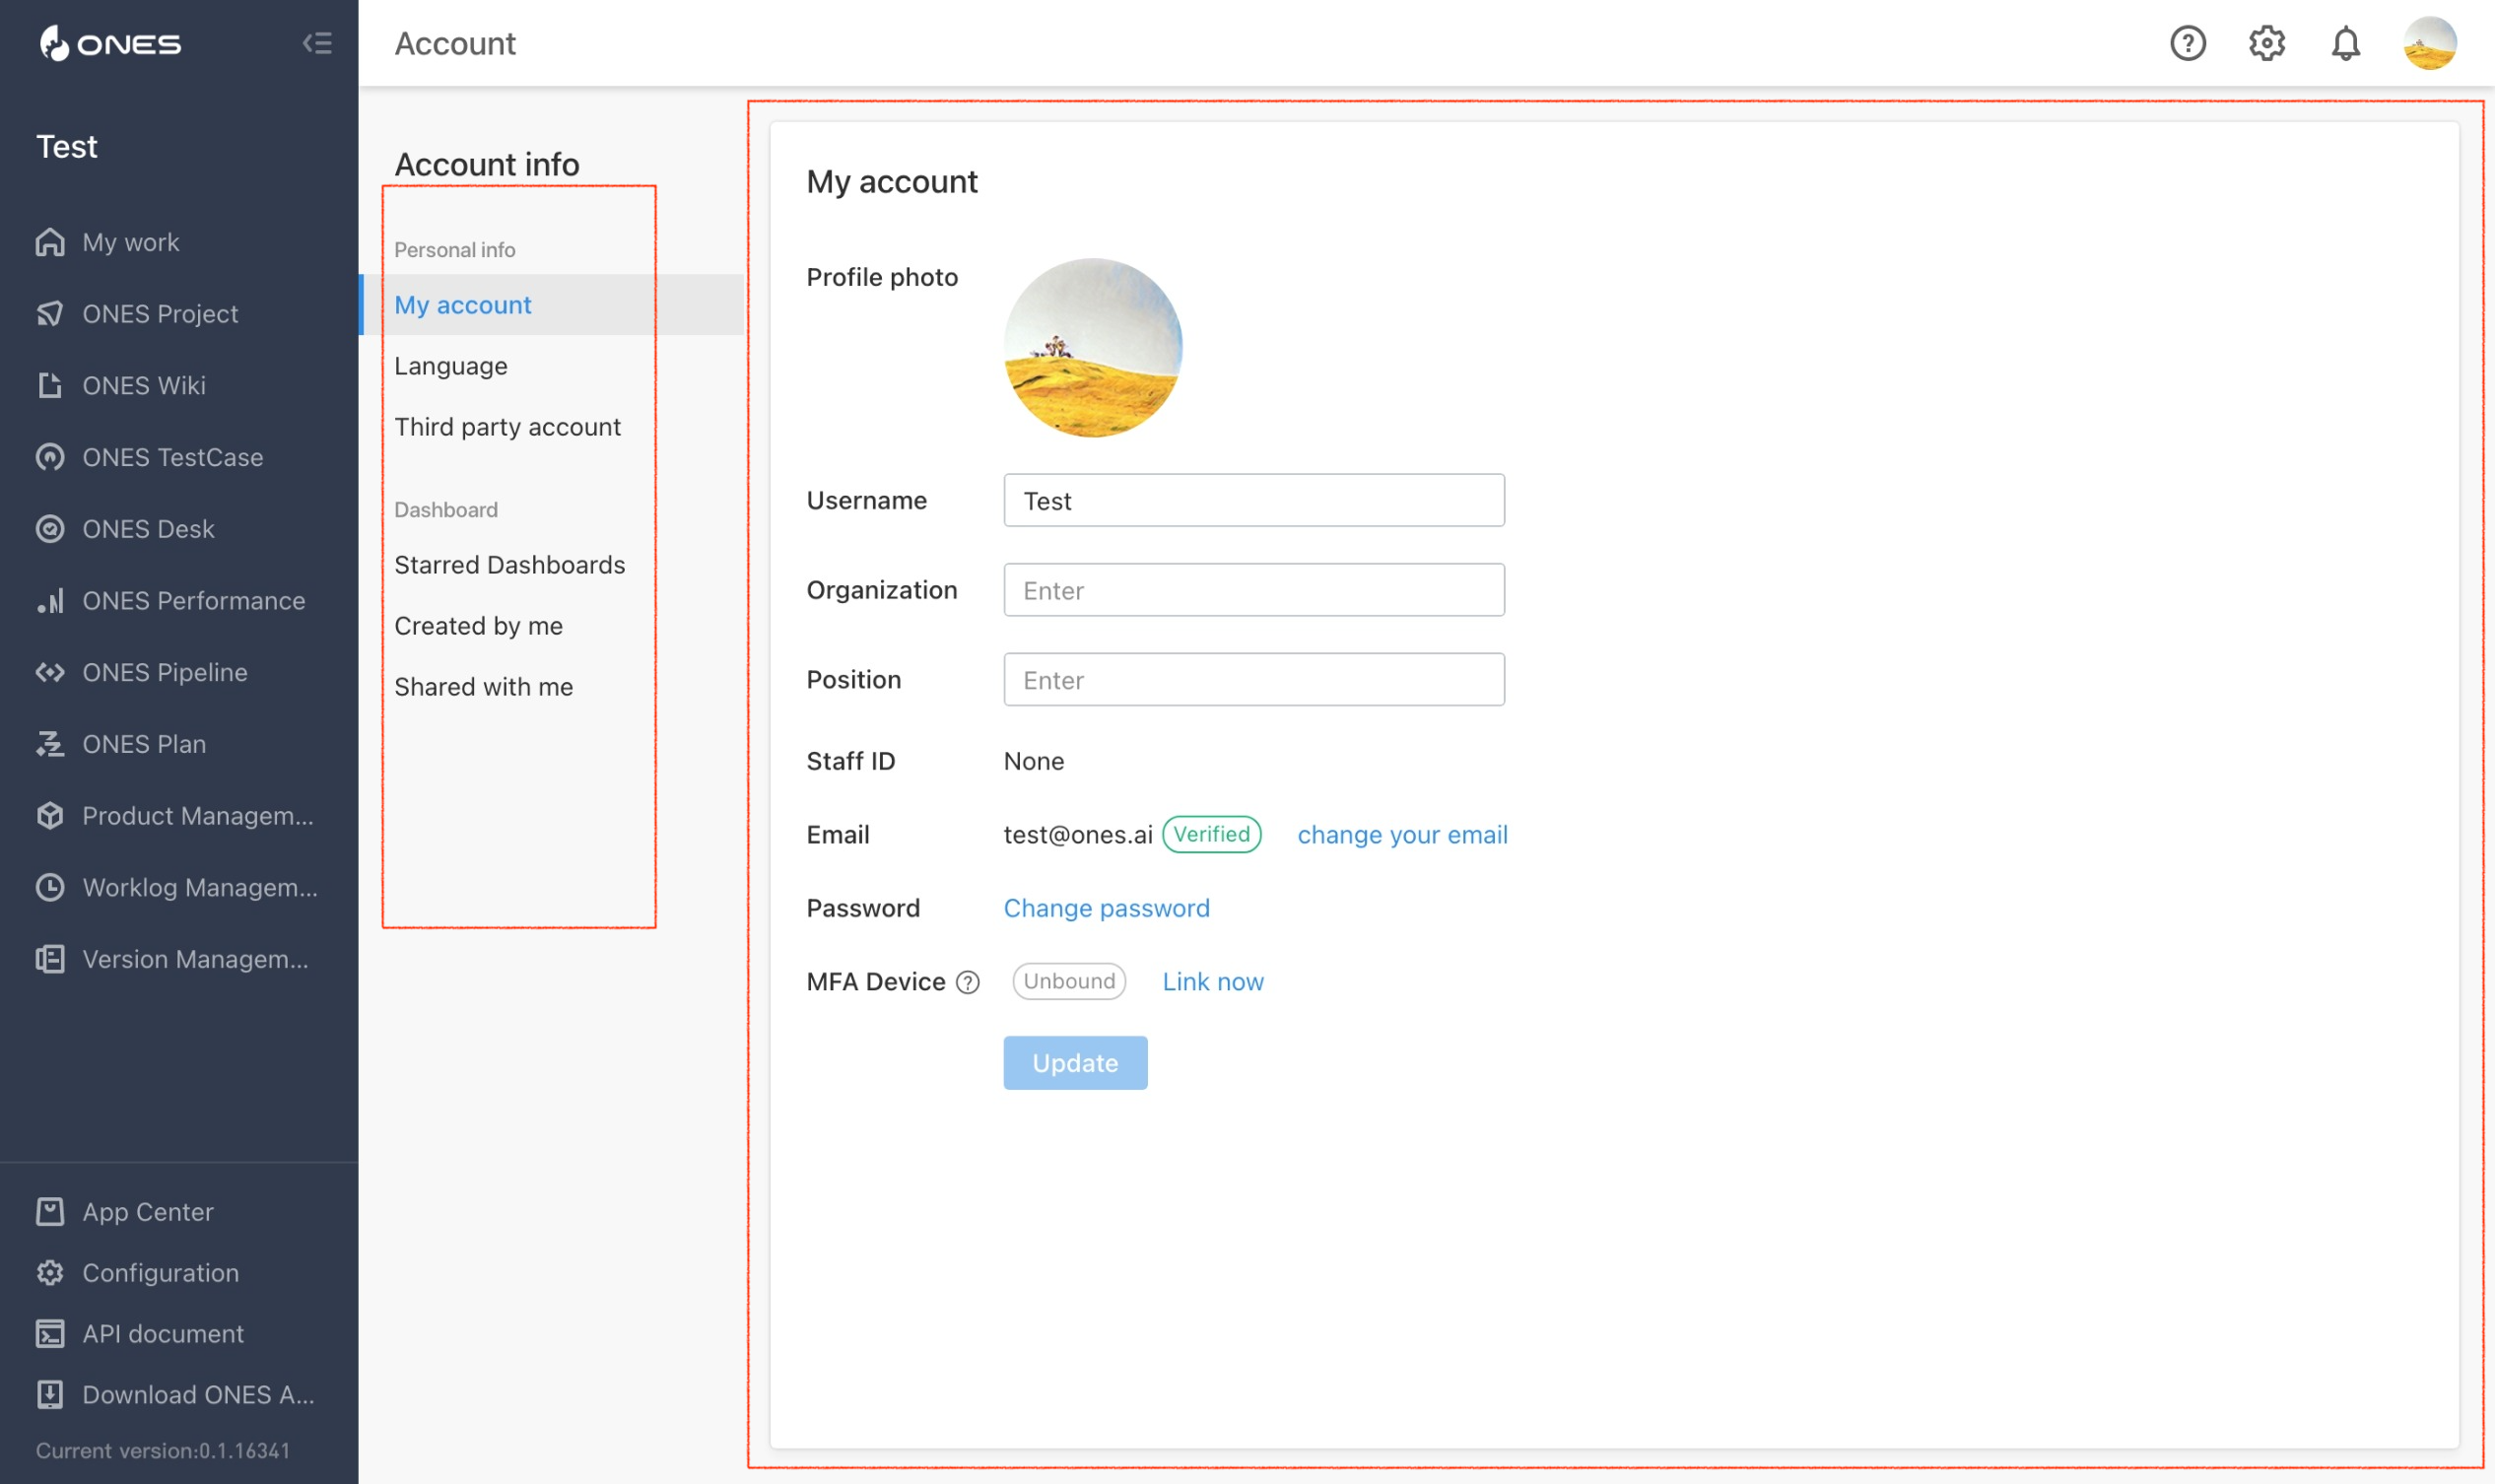 ONES
Account
Test
My work
ONES Project
ONES Wiki
ONES TestCase
ONES Desk
ONES Performance
ONES Pipeline
ONES Plan
Product Managem...
Worklog Managem...
Version Managem...
App Center
Configuration
API document
Download ONES A...
Current version:0.1.16341
Account info
Personal info
My account
Language
Third party account
Dashboard
Starred Dashboards
Created by me
Shared with me
My account
Profile photo
Username Test
Organization Enter
Position Enter
Staff ID None
Email test@ones.ai Verified change your email
Password Change password
MFA Device ? Unbound Link now
Update